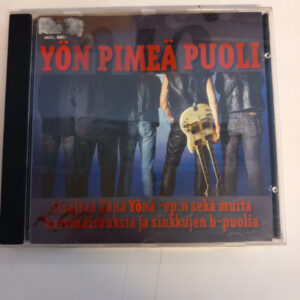 YÖN PIMEÄ PUOLI
Sisältää Tänä Yönä -ep:n sekä muita
harvinaisuuksia ja sinkkujen b-puolia